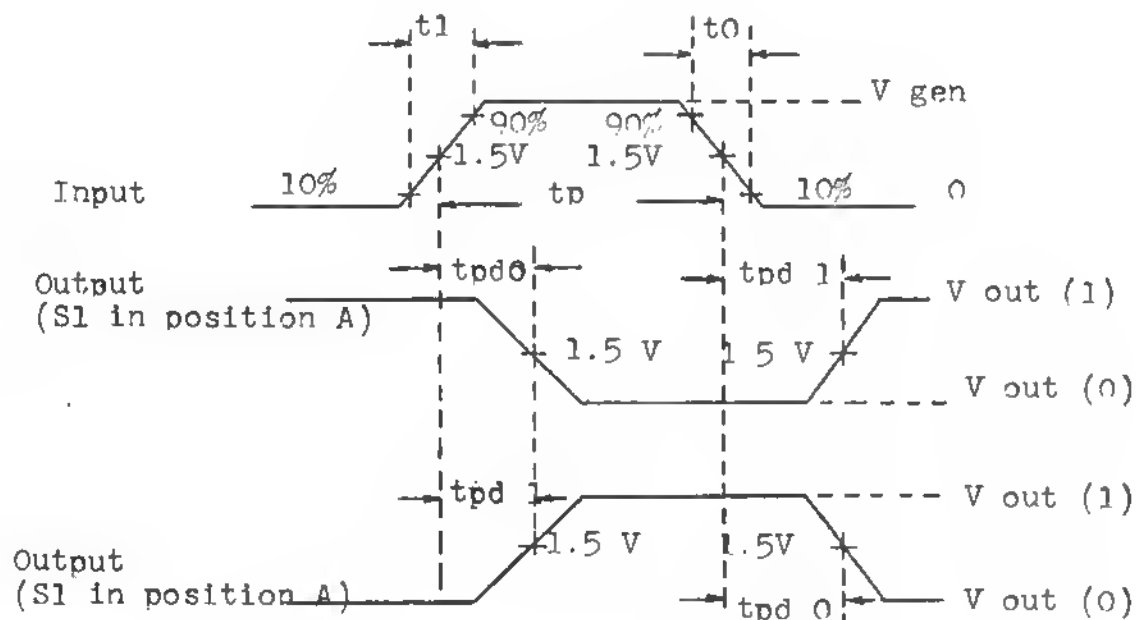 t1 t0
V gen
90% 90%
1.5V 1.5V
Input 10% tp 10% 0
tpd0 tpd 1
Output
(S1 in position A) V out (1)
1.5 V 1 5 V
V out (0)
tpd 1 V out (1)
1.5 V 1.5V
Output
(S1 in position A) V out (0)
tpd 0